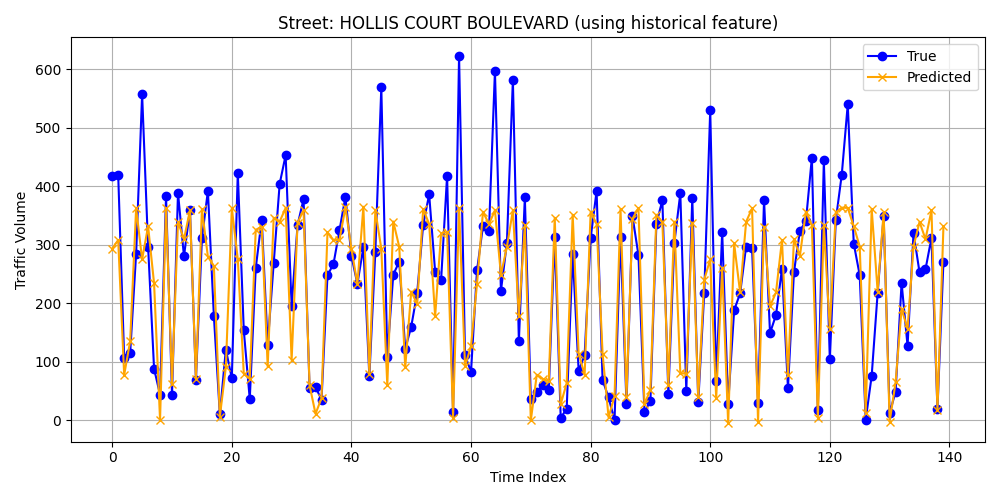 Street: HOLLIS COURT BOULEVARD (using historical feature)
True
Predicted
Traffic Volume
600
500
400
300
200
100
0
0 20 40 60 80 100 120 140
Time Index